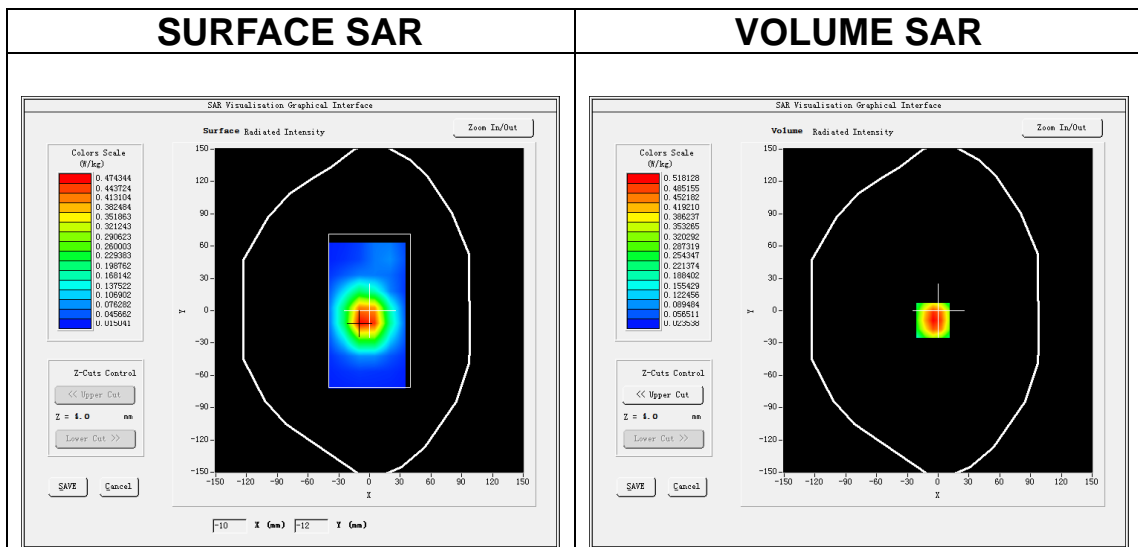 SURFACE SAR
VOLUME SAR
SAR Visualisation Graphical Interface
Surface Radiated Intensity
Zoom In/Out
Colors Scale
(W/kg)
0.474344
0.443724
0.413104
0.382484
0.351863
0.321243
0.290623
0.260003
0.229383
0.198762
0.168142
0.137522
0.106902
0.076282
0.045662
0.015041
150
120
90
60
30
0
-30
-60
-90
-120
-150
Y
-150 -120 -90 -60 -30 0 30 60 90 120 150
X
Z-Cuts Control
<< Upper Cut
Z = 4.0 mm
Lower Cut >>
SAVE
Cancel
-10 X (mm) -12 Y (mm)
SAR Visualisation Graphical Interface
Volume Radiated Intensity
Zoom In/Out
Colors Scale
(W/kg)
0.518128
0.485155
0.452182
0.419210
0.386237
0.353265
0.320292
0.287319
0.254347
0.221374
0.188402
0.155429
0.122456
0.089484
0.056511
0.023538
150
120
90
60
30
0
-30
-60
-90
-120
-150
Y
-150 -120 -90 -60 -30 0 30 60 90 120 150
X
Z-Cuts Control
<< Upper Cut
Z = 4.0 mm
Lower Cut >>
SAVE
Cancel